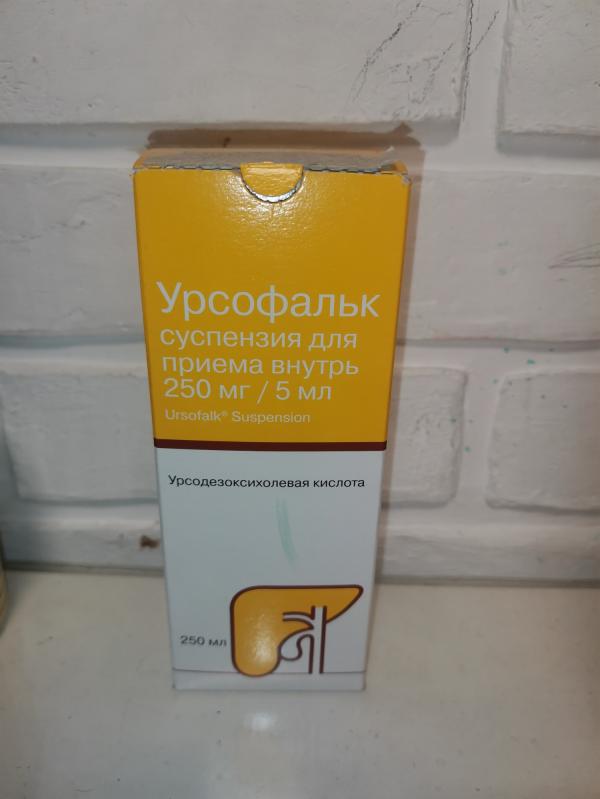 Урсофальк
суспензия для
приема внутрь
250 мг / 5 мл
Ursofalk® Suspension
Урсодезоксихолевая кислота
250 мл